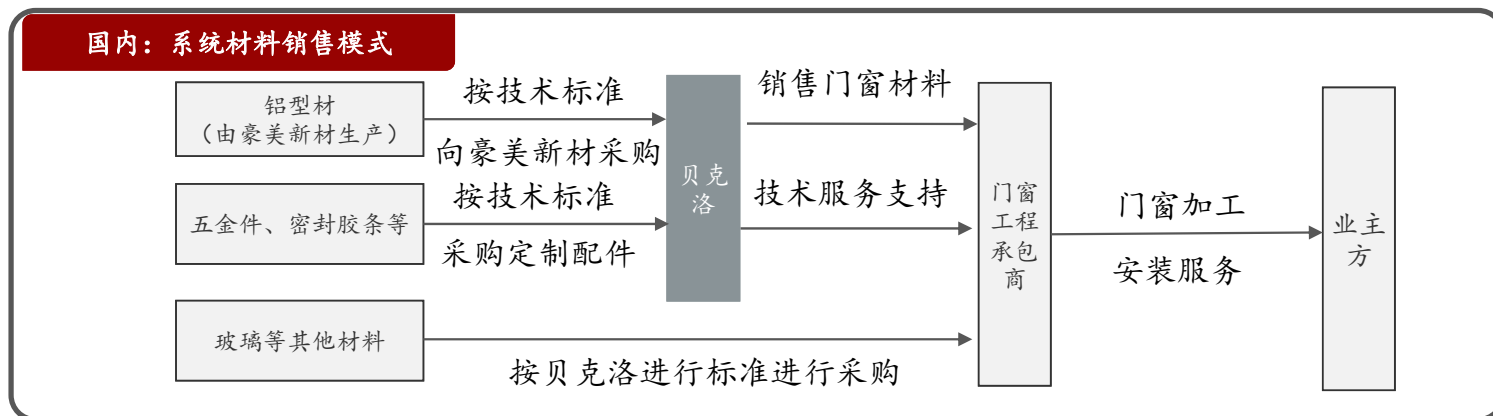 国内：系统材料销售模式
铝型材
（由豪美新材生产）
按技术标准
向豪美新材采购
五金件、密封胶条等
按技术标准
采购定制配件
玻璃等其他材料
按贝克洛进行标准进行采购
贝克
洛
销售门窗材料
技术服务支持
门窗
工程
承包
商
门窗加工
安装服务
业主
方